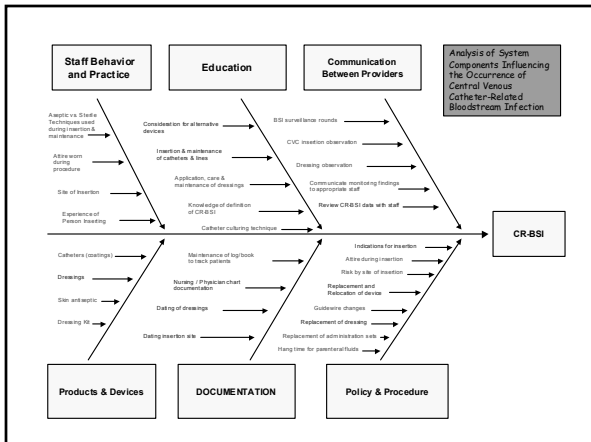 Staff Behavior
and Practice
Education
Communication
Between Providers
Analysis of System
Components Influencing
the Occurrence of
Central Venous
Catheter-Related
Bloodstream Infection
Aseptic vs. Sterile
Techniques used
during insertion &
maintenance
Attire worn
during
procedure
Site of Insertion
Experience of
Person Inserting
Consideration for alternative
devices
Insertion & maintenance
of catheters & lines
Application, care &
maintenance of dressings
Knowledge of definition
of CR-BSI
Catheter culturing technique
BSI surveillance rounds
CVC insertion observation
Dressing observation
Communicate monitoring findings
to appropriate staff
Review CR-BSI data with staff
CR-BSI
Catheters (coatings)
Dressings
Skin antiseptic
Dressing Kit
Maintenance of log/book
to track patients
Nursing / Physician chart
documentation
Dating of dressings
Dating insertion site
Indications for insertion
Attire during insertion
Risk by site of insertion
Replacement and
Relocation of device
Guidewire changes
Replacement of dressing
Replacement of administration sets
Hang time for parenteral fluids
Products & Devices
DOCUMENTATION
Policy & Procedure